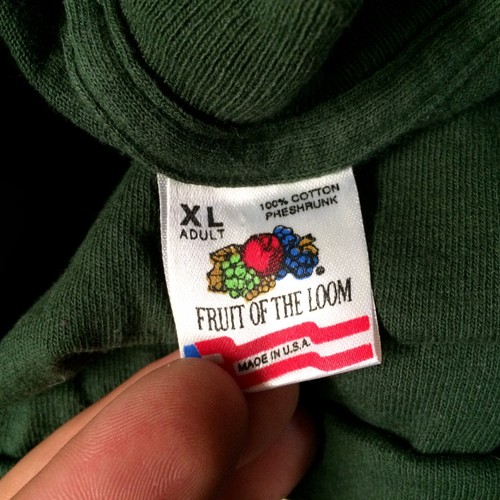 XL
ADULT
100% COTTON
PRESHRUNK
FRUIT OF THE LOOM
MADE IN U.S.A.